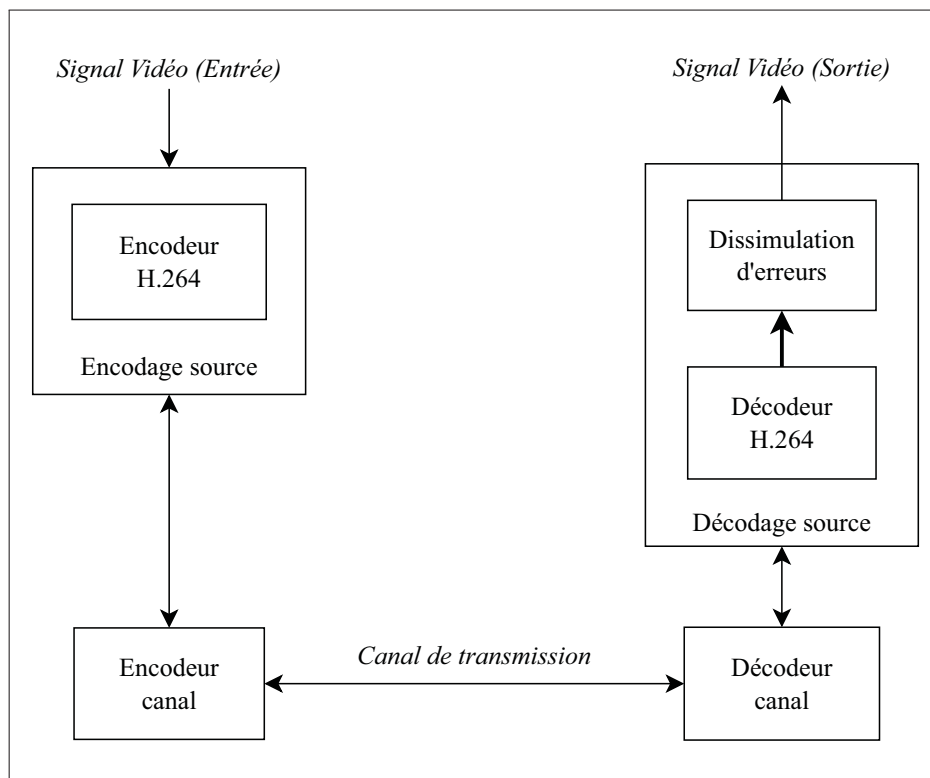 Signal Vidéo (Entrée)
Encodeur
H.264
Encodage source
Encodeur
canal
Canal de transmission
Signal Vidéo (Sortie)
Dissimulation
d'erreurs
Décodeur
H.264
Décodage source
Décodeur
canal